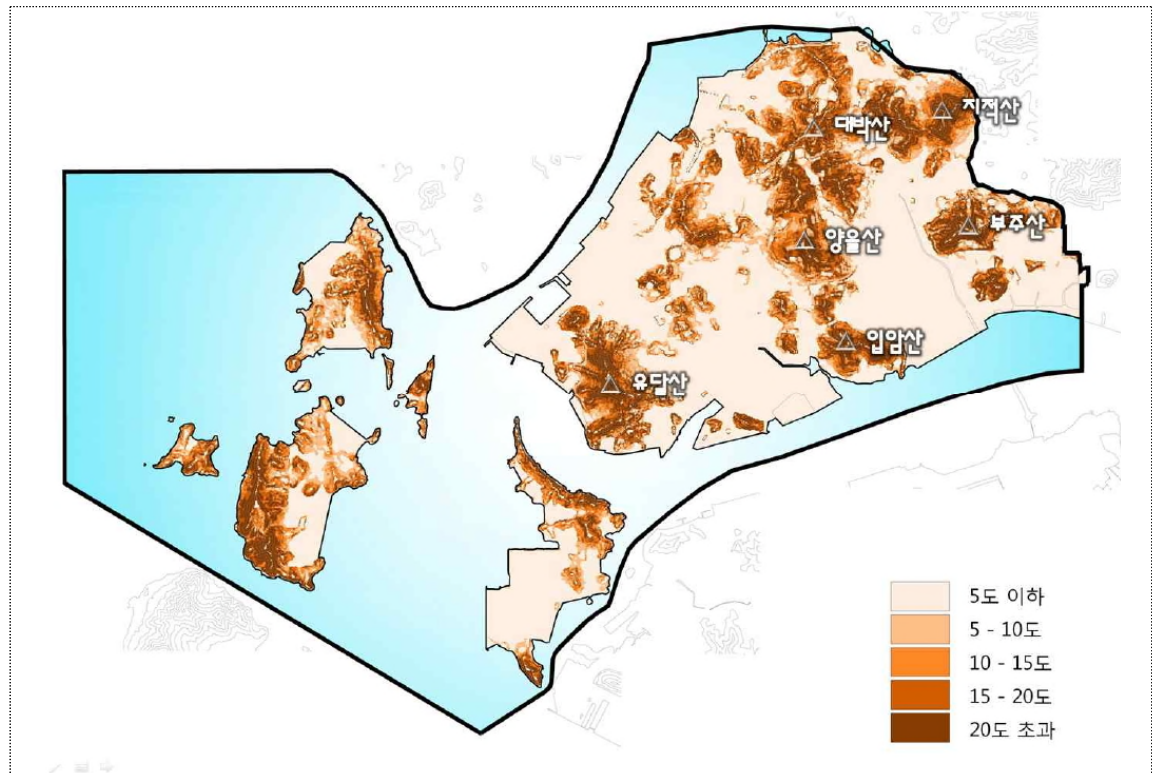 지적산
대박산
부주산
양을산
입암산
유달산
5도 이하
5 - 10도
10 - 15도
15 - 20도
20도 초과